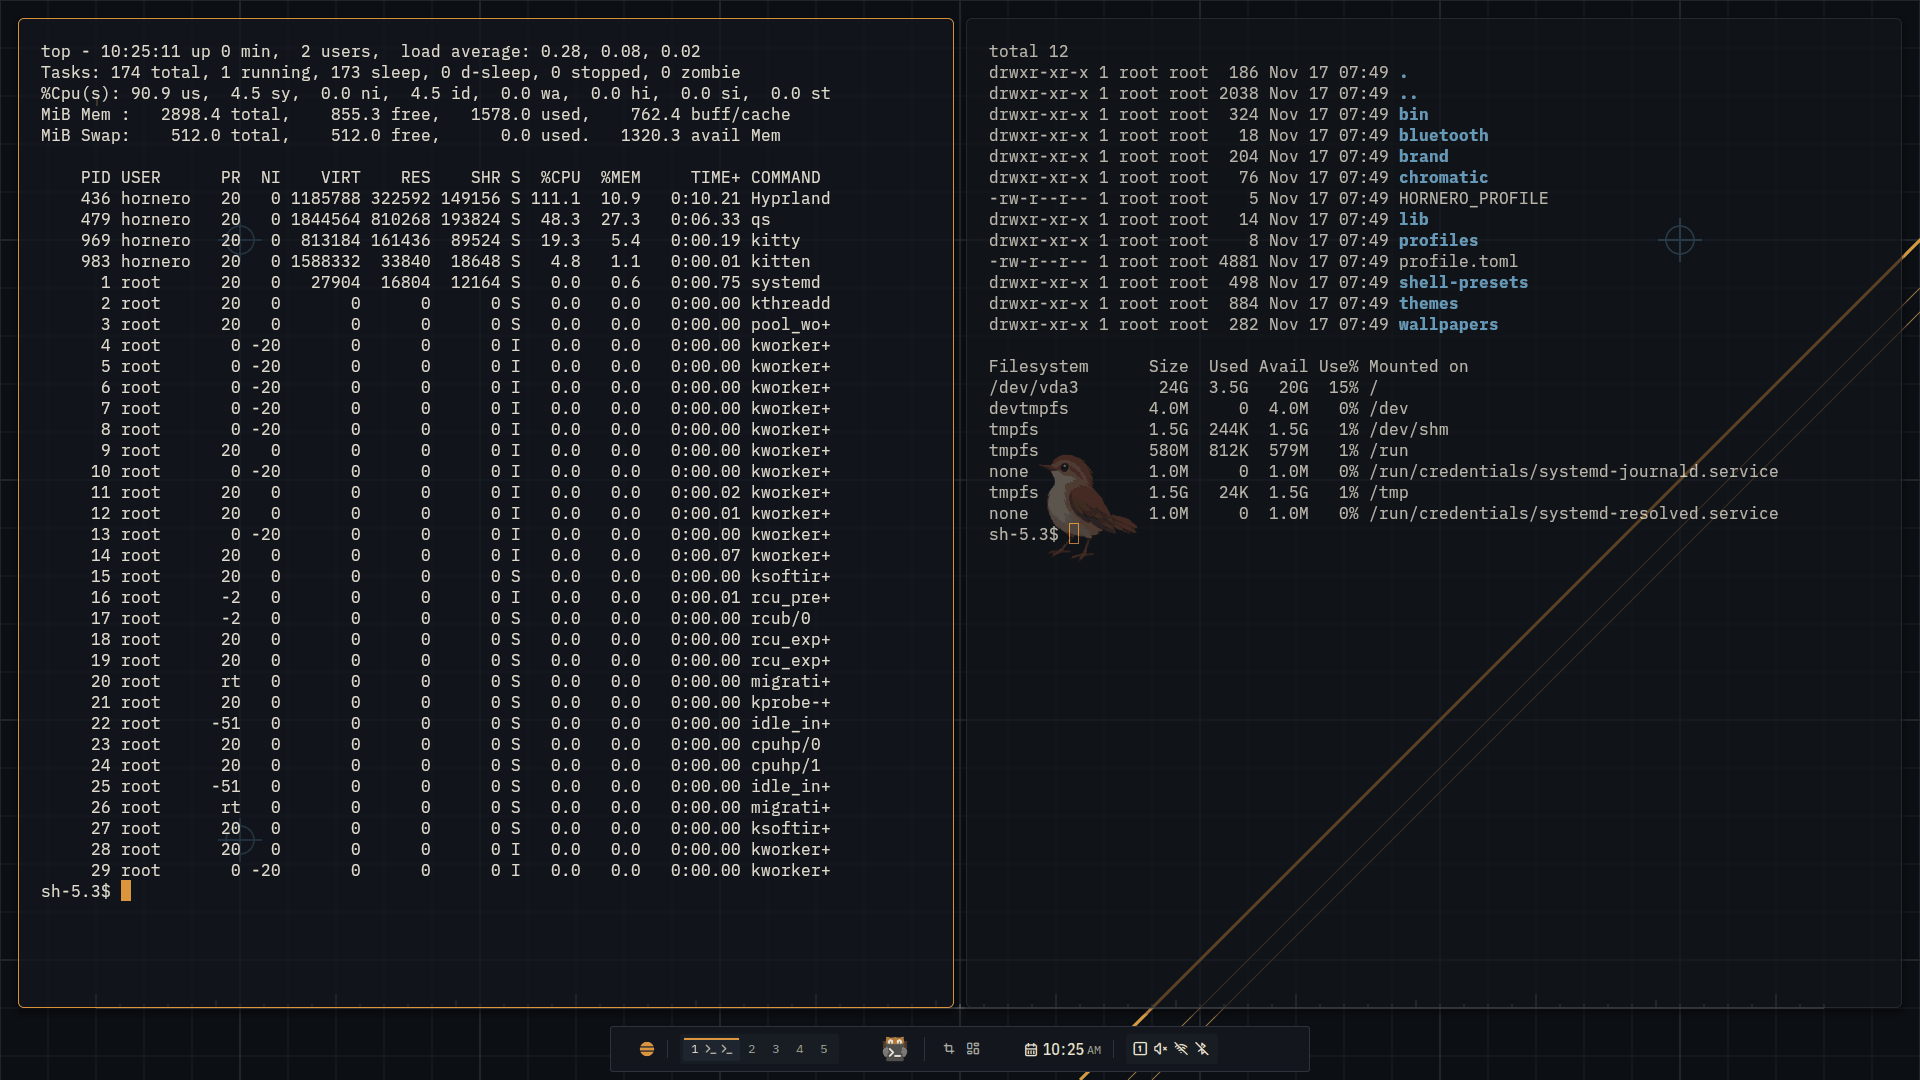 top - 10:25:11 up 0 min,  2 users,  load average: 0.28, 0.08, 0.02
Tasks: 174 total, 1 running, 173 sleep, 0 d-sleep, 0 stopped, 0 zombie
%Cpu(s): 90.9 us,  4.5 sy,  0.0 ni,  4.5 id,  0.0 wa,  0.0 hi,  0.0 si,  0.0 st
MiB Mem :   2898.4 total,    855.3 free,   1578.0 used,    762.4 buff/cache
MiB Swap:    512.0 total,    512.0 free,      0.0 used.   1320.3 avail Mem
PID USER      PR  NI    VIRT    RES    SHR S  %CPU  %MEM     TIME+ COMMAND
436 hornero   20   0 1185788 322592 149156 S 111.1  10.9   0:10.21 Hyprland
479 hornero   20   0 1844564 810268 193824 S  48.3  27.3   0:06.33 qs
969 hornero   20   0  813184 161436  89524 S  19.3   5.4   0:00.19 kitty
983 hornero   20   0 1588332  33840  18648 S   4.8   1.1   0:00.01 kitten
1 root      20   0   27904  16804  12164 S   0.0   0.6   0:00.75 systemd
2 root      20   0       0      0      0 S   0.0   0.0   0:00.00 kthreadd
3 root      20   0       0      0      0 S   0.0   0.0   0:00.00 pool_wo+
4 root       0 -20       0      0      0 I   0.0   0.0   0:00.00 kworker+
5 root       0 -20       0      0      0 I   0.0   0.0   0:00.00 kworker+
6 root       0 -20       0      0      0 I   0.0   0.0   0:00.00 kworker+
7 root       0 -20       0      0      0 I   0.0   0.0   0:00.00 kworker+
8 root       0 -20       0      0      0 I   0.0   0.0   0:00.00 kworker+
9 root      20   0       0      0      0 I   0.0   0.0   0:00.00 kworker+
10 root       0 -20       0      0      0 I   0.0   0.0   0:00.00 kworker+
11 root      20   0       0      0      0 I   0.0   0.0   0:00.02 kworker+
12 root      20   0       0      0      0 I   0.0   0.0   0:00.01 kworker+
13 root       0 -20       0      0      0 I   0.0   0.0   0:00.00 kworker+
14 root      20   0       0      0      0 I   0.0   0.0   0:00.07 kworker+
15 root      20   0       0      0      0 S   0.0   0.0   0:00.00 ksoftir+
16 root      -2   0       0      0      0 I   0.0   0.0   0:00.01 rcu_pre+
17 root      -2   0       0      0      0 S   0.0   0.0   0:00.00 rcub/0
18 root      20   0       0      0      0 S   0.0   0.0   0:00.00 rcu_exp+
19 root      20   0       0      0      0 S   0.0   0.0   0:00.00 rcu_exp+
20 root      rt   0       0      0      0 S   0.0   0.0   0:00.00 migrati+
21 root      20   0       0      0      0 S   0.0   0.0   0:00.00 kprobe-+
22 root     -51   0       0      0      0 S   0.0   0.0   0:00.00 idle_in+
23 root      20   0       0      0      0 S   0.0   0.0   0:00.00 cpuhp/0
24 root      20   0       0      0      0 S   0.0   0.0   0:00.00 cpuhp/1
25 root     -51   0       0      0      0 S   0.0   0.0   0:00.00 idle_in+
26 root      rt   0       0      0      0 S   0.0   0.0   0:00.00 migrati+
27 root      20   0       0      0      0 S   0.0   0.0   0:00.00 ksoftir+
28 root      20   0       0      0      0 I   0.0   0.0   0:00.00 kworker+
29 root       0 -20       0      0      0 I   0.0   0.0   0:00.00 kworker+
sh-5.3$
total 12
drwxr-xr-x 1 root root  186 Nov 17 07:49 .
drwxr-xr-x 1 root root 2038 Nov 17 07:49 ..
drwxr-xr-x 1 root root  324 Nov 17 07:49 bin
drwxr-xr-x 1 root root   18 Nov 17 07:49 bluetooth
drwxr-xr-x 1 root root  204 Nov 17 07:49 brand
drwxr-xr-x 1 root root   76 Nov 17 07:49 chromatic
-rw-r--r-- 1 root root    5 Nov 17 07:49 HORNERO_PROFILE
drwxr-xr-x 1 root root   14 Nov 17 07:49 lib
drwxr-xr-x 1 root root    8 Nov 17 07:49 profiles
-rw-r--r-- 1 root root 4881 Nov 17 07:49 profile.toml
drwxr-xr-x 1 root root  498 Nov 17 07:49 shell-presets
drwxr-xr-x 1 root root  884 Nov 17 07:49 themes
drwxr-xr-x 1 root root  282 Nov 17 07:49 wallpapers
Filesystem      Size  Used Avail Use% Mounted on
/dev/vda3        24G  3.5G   20G  15% /
devtmpfs        4.0M     0  4.0M   0% /dev
tmpfs           1.5G  244K  1.5G   1% /dev/shm
tmpfs           580M  812K  579M   1% /run
none            1.0M     0  1.0M   0% /run/credentials/systemd-journald.service
tmpfs           1.5G   24K  1.5G   1% /tmp
none            1.0M     0  1.0M   0% /run/credentials/systemd-resolved.service
sh-5.3$
1 2 3 4 5 10:25 AM 1